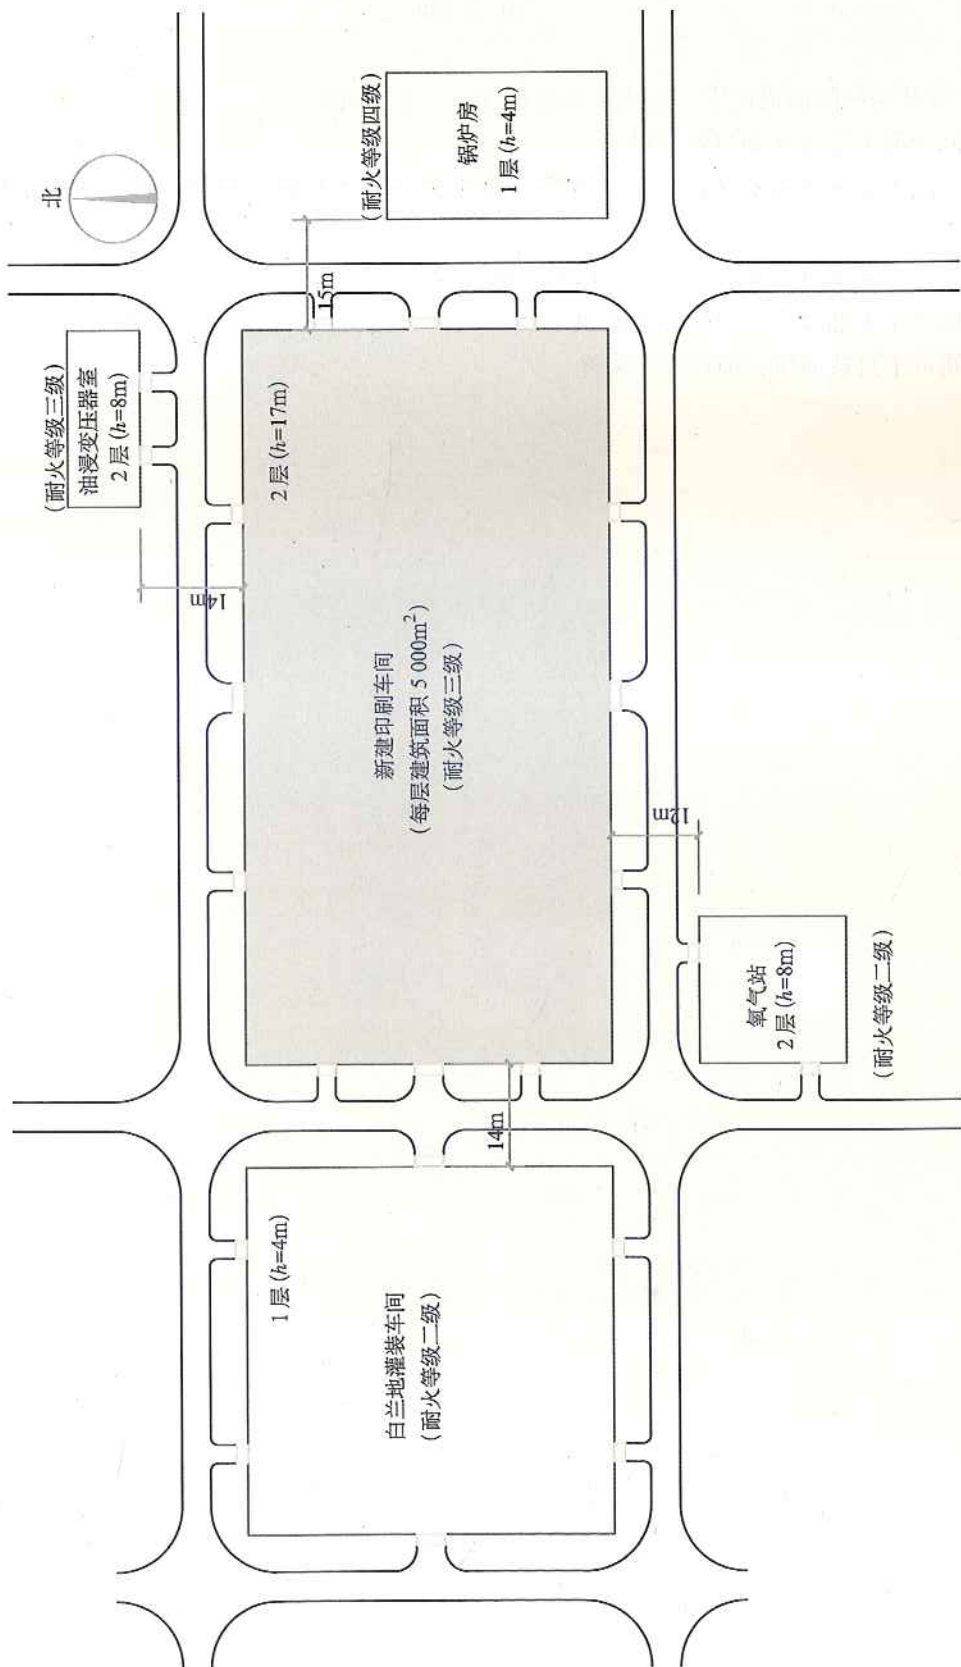 北
(耐火等级三级)
油浸变压器室
2层 (h=8m)
14m
1层 (h=4m)
白兰地灌装车间
(耐火等级二级)
14m
新建印刷车间
(每层建筑面积 5 000m²)
(耐火等级三级)
2层 (h=17m)
15m
(耐火等级四级)
锅炉房
1层 (h=4m)
12m
氧气站
2层 (h=8m)
(耐火等级二级)